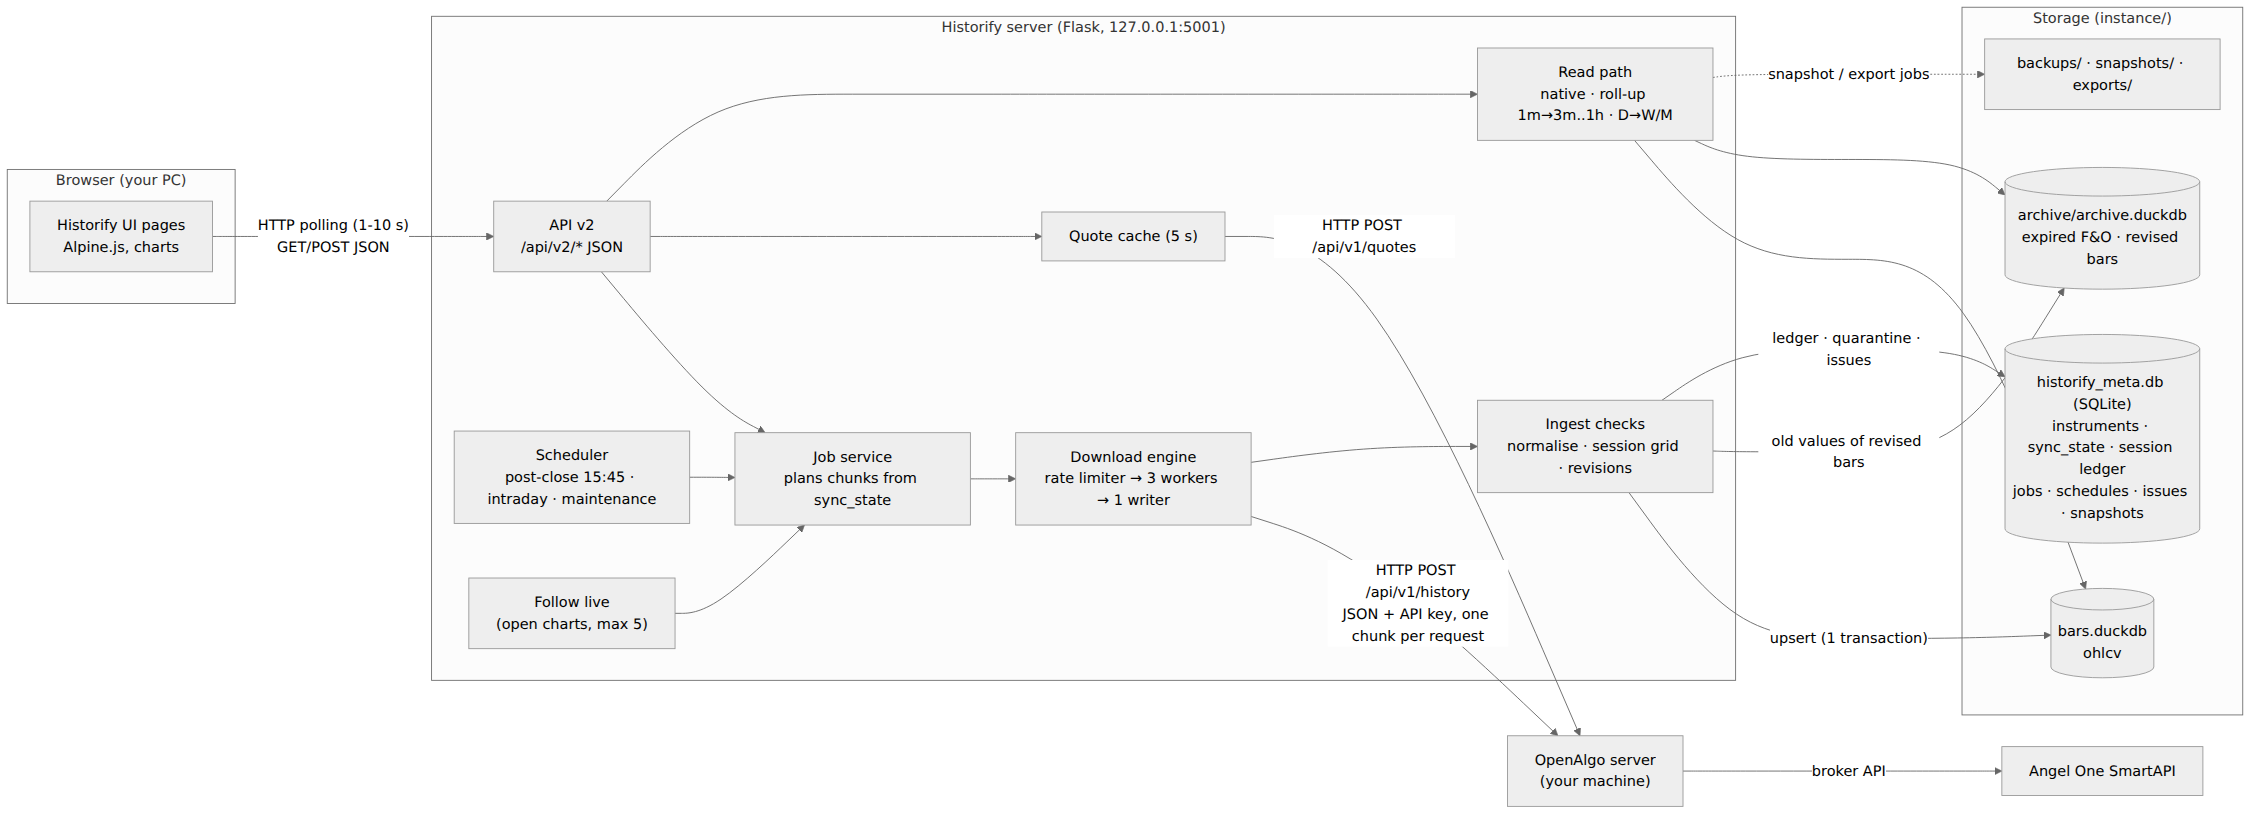 Historify server (Flask, 127.0.0.1:5001)
Storage (instance/)
Browser (your PC)
Historify UI pages
Alpine.js, charts
HTTP polling (1-10 s)
GET/POST JSON
API v2
/api/v2/* JSON
Quote cache (5 s)
HTTP POST
/api/v1/quotes
Read path
native · roll-up
1m→3m..1h · D→W/M
snapshot / export jobs
backups/ · snapshots/ ·
exports/
archive/archive.duckdb
expired F&O · revised
bars
ledger · quarantine ·
issues
old values of revised
bars
historify_meta.db
(SQLite)
instruments ·
sync_state · session
ledger
jobs · schedules · issues
· snapshots
Scheduler
post-close 15:45 ·
intraday · maintenance
Job service
plans chunks from
sync_state
Download engine
rate limiter → 3 workers
→ 1 writer
Ingest checks
normalise · session grid
· revisions
Follow live
(open charts, max 5)
HTTP POST
/api/v1/history
JSON + API key, one
chunk per request
upsert (1 transaction)
bars.duckdb
ohlcv
OpenAlgo server
(your machine)
broker API
Angel One SmartAPI